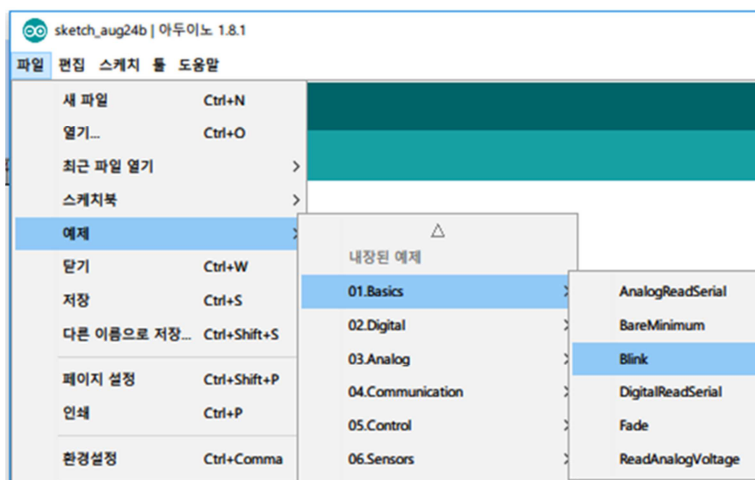 sketch_aug24b | 아두이노 1.8.1
파일 편집 스케치 툴 도움말
새 파일 Ctrl+N
열기... Ctrl+O
최근 파일 열기
스케치북
예제
닫기 Ctrl+W
저장 Ctrl+S
다른 이름으로 저장... Ctrl+Shift+S
페이지 설정 Ctrl+Shift+P
인쇄 Ctrl+P
환경설정 Ctrl+Comma
내장된 예제
01.Basics
02.Digital
03.Analog
04.Communication
05.Control
06.Sensors
AnalogReadSerial
BareMinimum
Blink
DigitalReadSerial
Fade
ReadAnalogVoltage